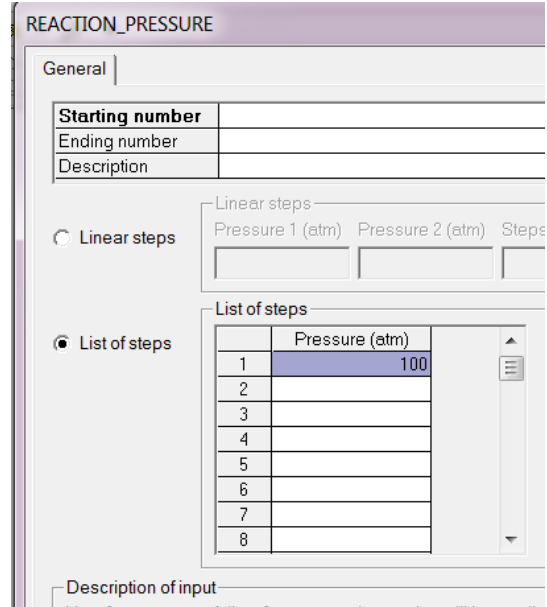 REACTION_PRESSURE
General
Starting number
Ending number
Description
Linear steps
Linear steps
Pressure 1 (atm) Pressure 2 (atm) Steps
List of steps
List of steps
Pressure (atm)
1 100
2
3
4
5
6
7
8
Description of input